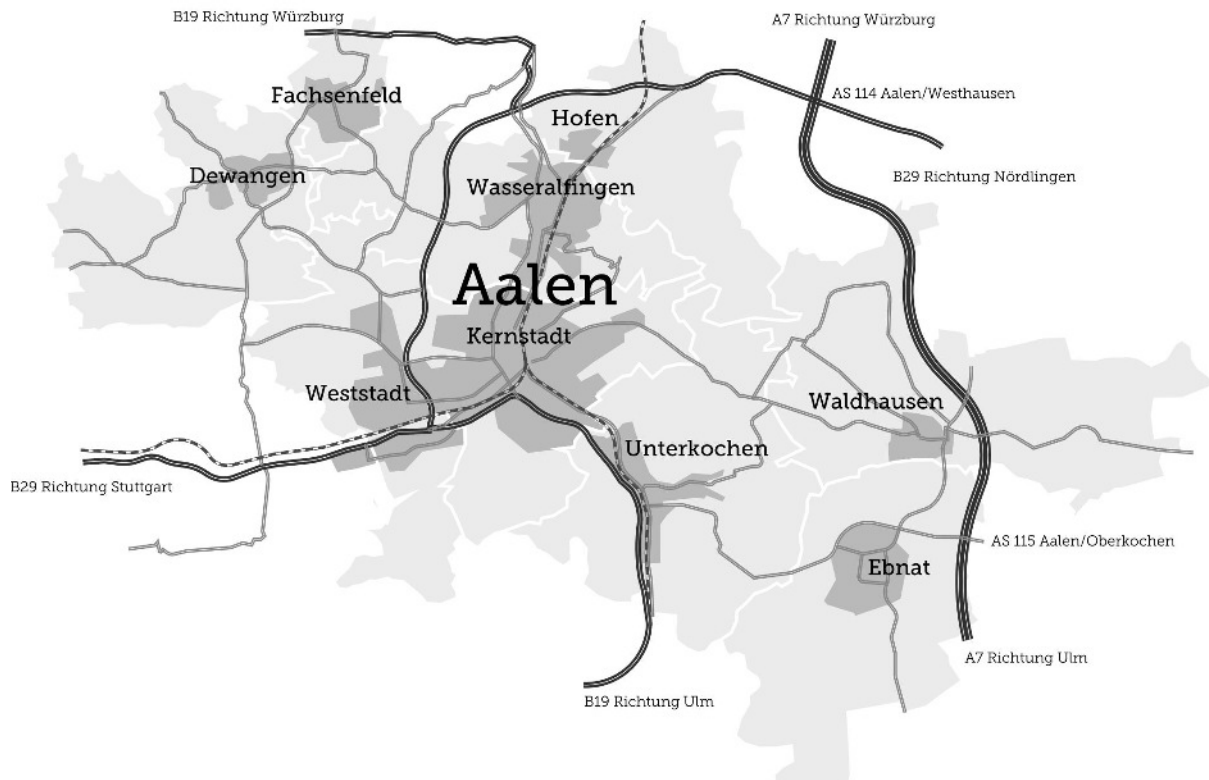 B19 Richtung Würzburg
A7 Richtung Würzburg
Fachsenfeld
AS 114 Aalen/Westhausen
Hofen
Dewangen
B29 Richtung Nördlingen
Wasseralfingen
Aalen
Kernstadt
Weststadt
Waldhausen
Unterkochen
B29 Richtung Stuttgart
AS 115 Aalen/Oberkochen
Ebnat
A7 Richtung Ulm
B19 Richtung Ulm